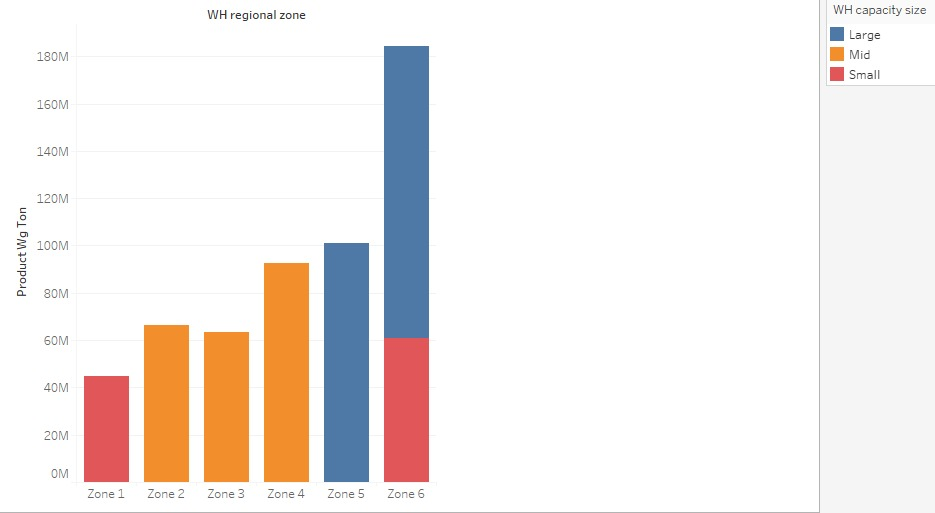 WH regional zone
WH capacity size
Large
Mid
Small
Product Wg Ton
180M
160M
140M
120M
100M
80M
60M
40M
20M
0M
Zone 1 Zone 2 Zone 3 Zone 4 Zone 5 Zone 6